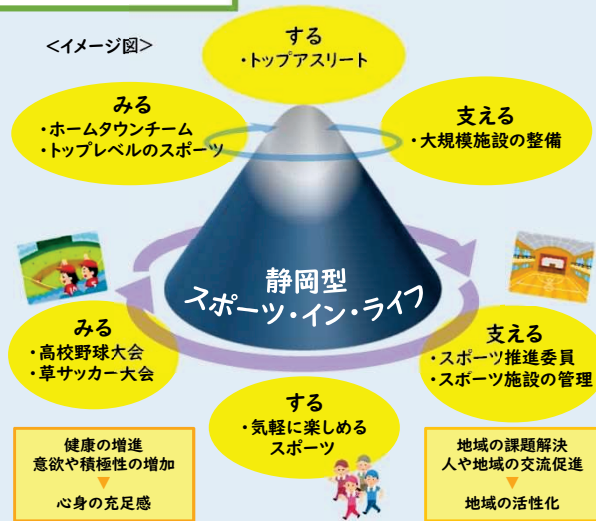 ＜イメージ図＞
する
・トップアスリート
みる
・ホームタウンチーム
・トップレベルのスポーツ
支える
・大規模施設の整備
静岡型
スポーツ・イン・ライフ
みる
・高校野球大会
・草サッカー大会
支える
・スポーツ推進委員
・スポーツ施設の管理
する
・気軽に楽しめる
スポーツ
健康の増進
意欲や積極性の増加
▼
心身の充足感
地域の課題解決
人や地域の交流促進
▼
地域の活性化